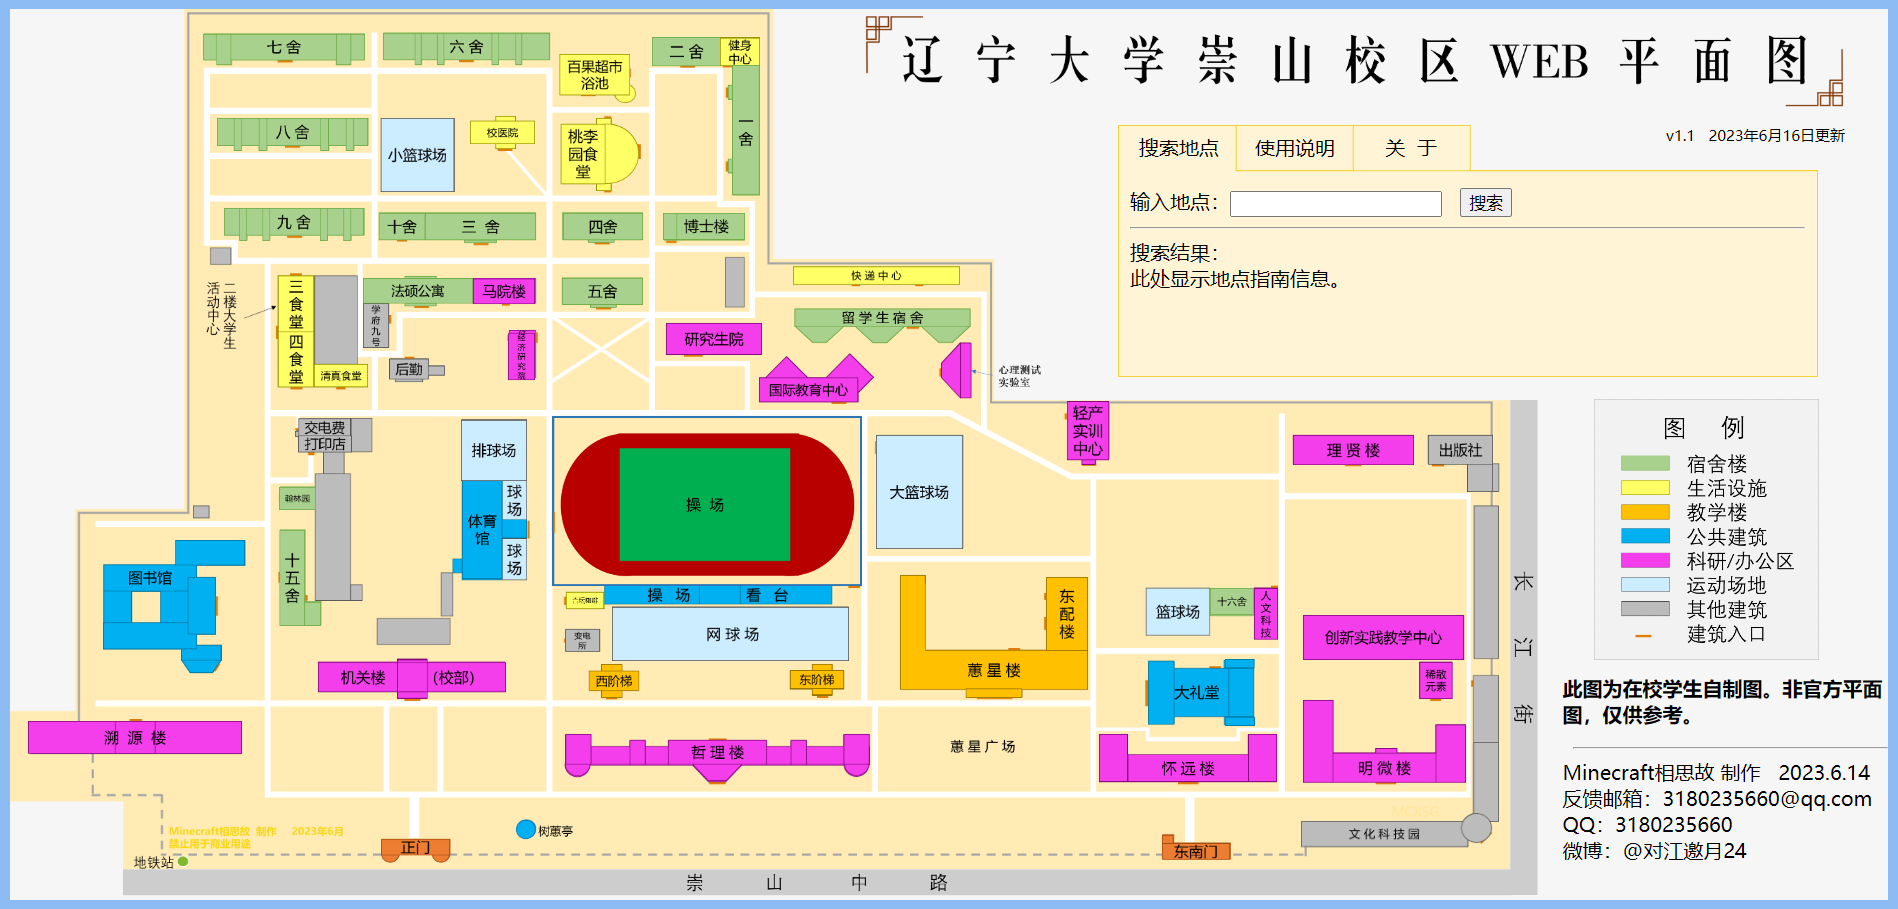 辽宁大学崇山校区WEB平面图
v1.1 2023年6月16日更新
搜索地点
使用说明
关 于
输入地点：
搜索
搜索结果：
此处显示地点指南信息。
七 舍
六 舍
百果超市
浴池
二 舍
健身
中心
一舍
八 舍
小篮球场
校医院
桃李
园食
堂
九 舍
十舍
三 舍
四舍
博士楼
二楼大学生
活动中心
三食堂
四食堂
清真食堂
法硕公寓
马院楼
学府九号
后勤
经济研究院
五舍
快递中心
留学生宿舍
研究生院
国际教育中心
心理测试
实验室
轻产
实训
中心
理贤楼
出版社
交电费
打印店
翰林园
十五舍
排球场
球场
体育馆
球场
操 场
大篮球场
图书馆
操 场 看 台
变电
所
网球场
西阶梯
东阶梯
东配楼
蕙星楼
篮球场
十六舍
人文科技
创新实践教学中心
稀散
元素
大礼堂
机关楼
(校部)
溯源楼
哲理楼
蕙星广场
怀远楼
明微楼
MCXSG
文化科技园
树蕙亭
Minecraft相思故 制作 2023年6月
禁止用于商业用途
地铁站
正门
东南门
崇山中路
长江街
图 例
宿舍楼
生活设施
教学楼
公共建筑
科研/办公区
运动场地
其他建筑
建筑入口
此图为在校学生自制图。非官方平面
图，仅供参考。
Minecraft相思故 制作 2023.6.14
反馈邮箱：3180235660@qq.com
QQ：3180235660
微博：@对江邀月24